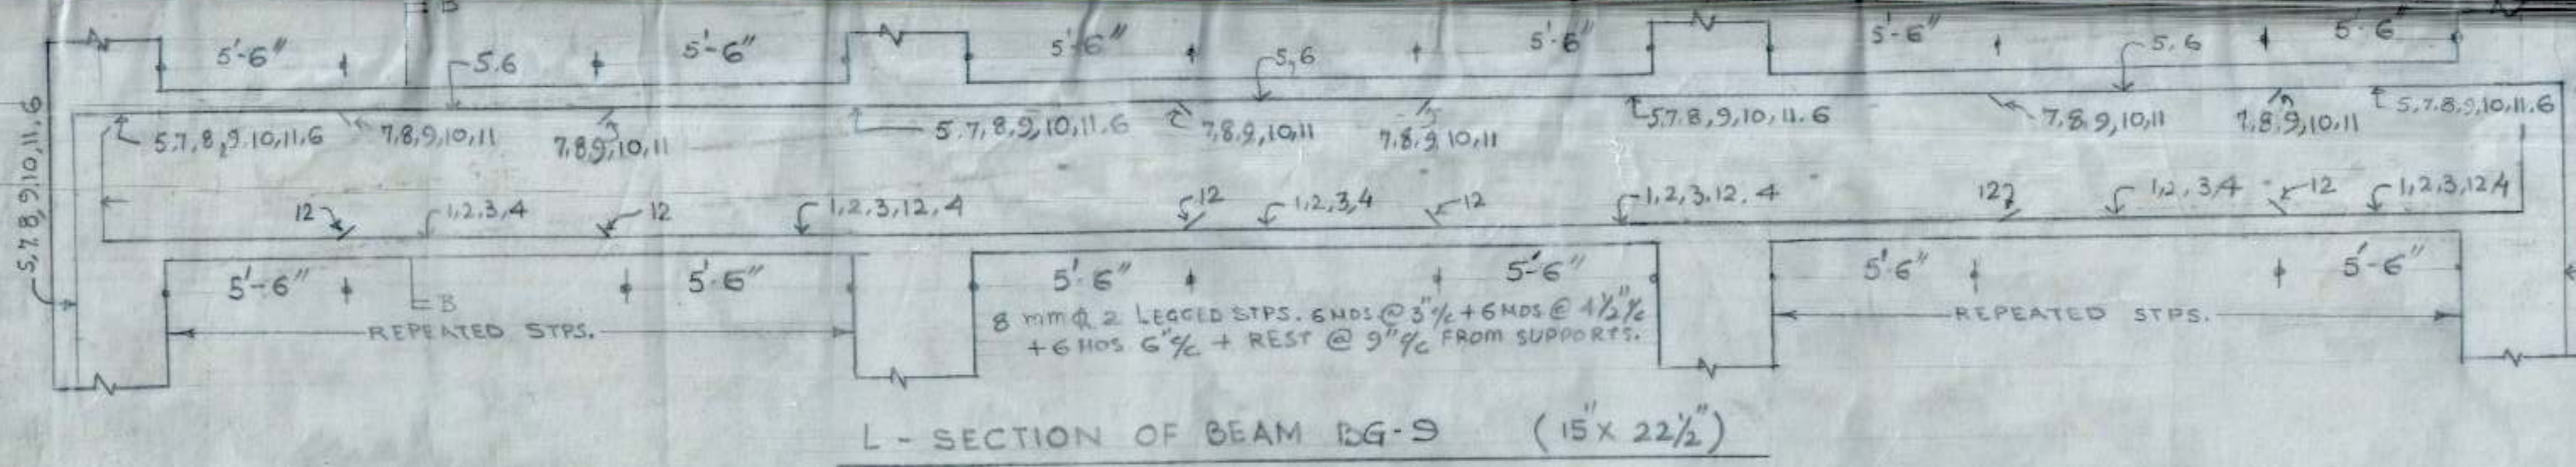 5'-6" 5'-6" 5'-6" 5'-6" 5'-6" 5'-6"
5.6 5,6 5.6
5,7,8,9,10,11,6
5.7,8,9.10,11,6 7,8,9,10,11 7,8,9,10,11 5.7,8,9,10,11.6 7,8.9,10,11 7,8,9,10,11 5.7.8,9,10,11.6 7,8.9,10,11 7,8,9,10,11 5,7.8,9,10,11.6
12 1,2,3,4 12 1,2,3,12,4 12 1,2,3,4 12 1,2,3,12.4 12 1,2,3,4 12 1,2,3,12,4
5'-6" B 5'-6" 5'-6" 5'-6" 5'-6" 5'-6"
REPEATED STPS.
8 mm φ 2 LEGGED STPS. 6 NOS @ 3" c/c + 6 NOS @ 4½" c/c
+ 6 NOS 6" c/c + REST @ 9" c/c FROM SUPPORTS.
REPEATED STPS.
L - SECTION OF BEAM BG-9 (15" X 22½")